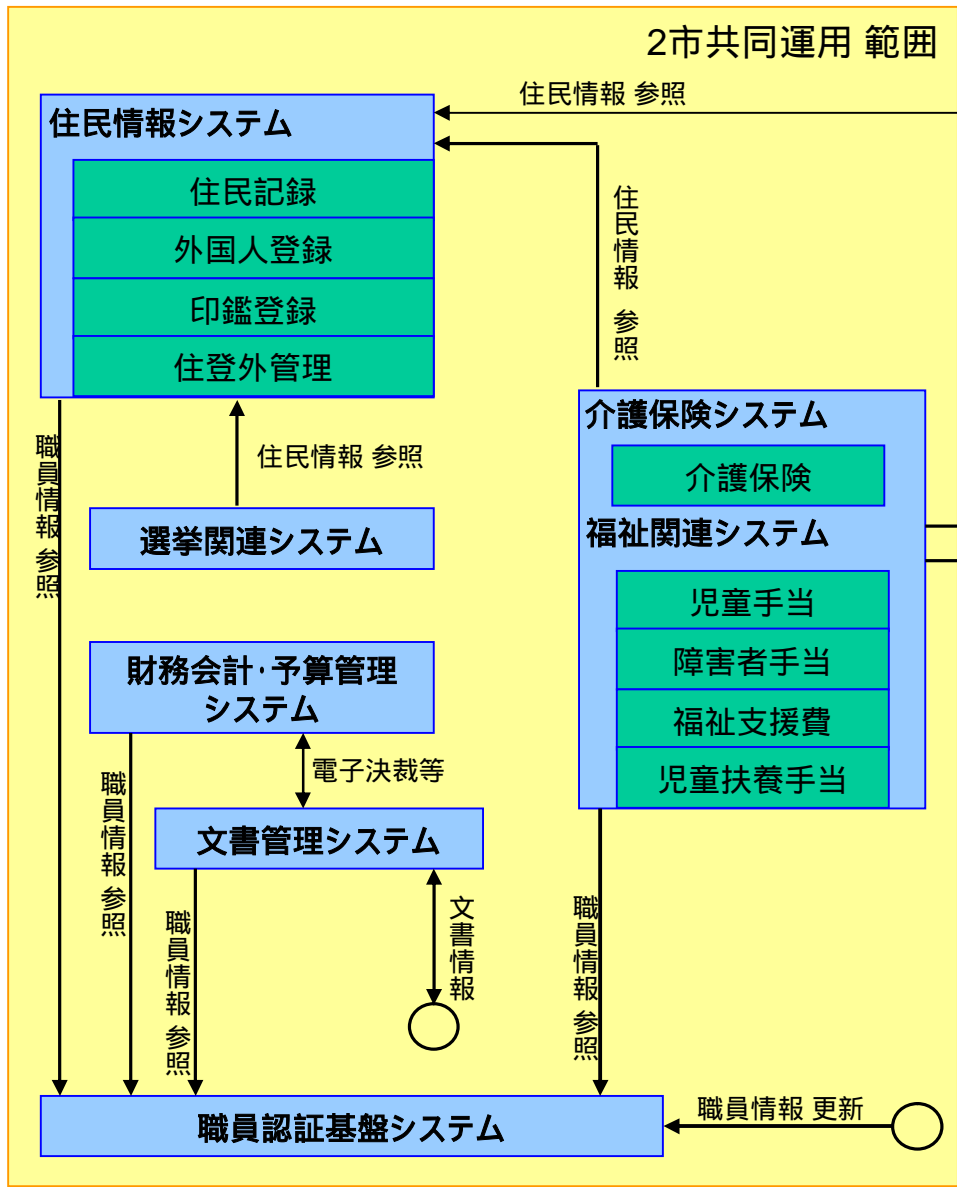 2市共同運用 範囲
住民情報 参照
住民情報システム
住民記録
外国人登録
印鑑登録
住登外管理
住民情報 参照
職員情報 参照
住民情報 参照
選挙関連システム
介護保険システム
介護保険
福祉関連システム
児童手当
障害者手当
福祉支援費
児童扶養手当
財務会計・予算管理
システム
電子決裁等
職員情報 参照
文書管理システム
職員情報 参照
文書情報
職員情報 参照
職員認証基盤システム
職員情報 更新